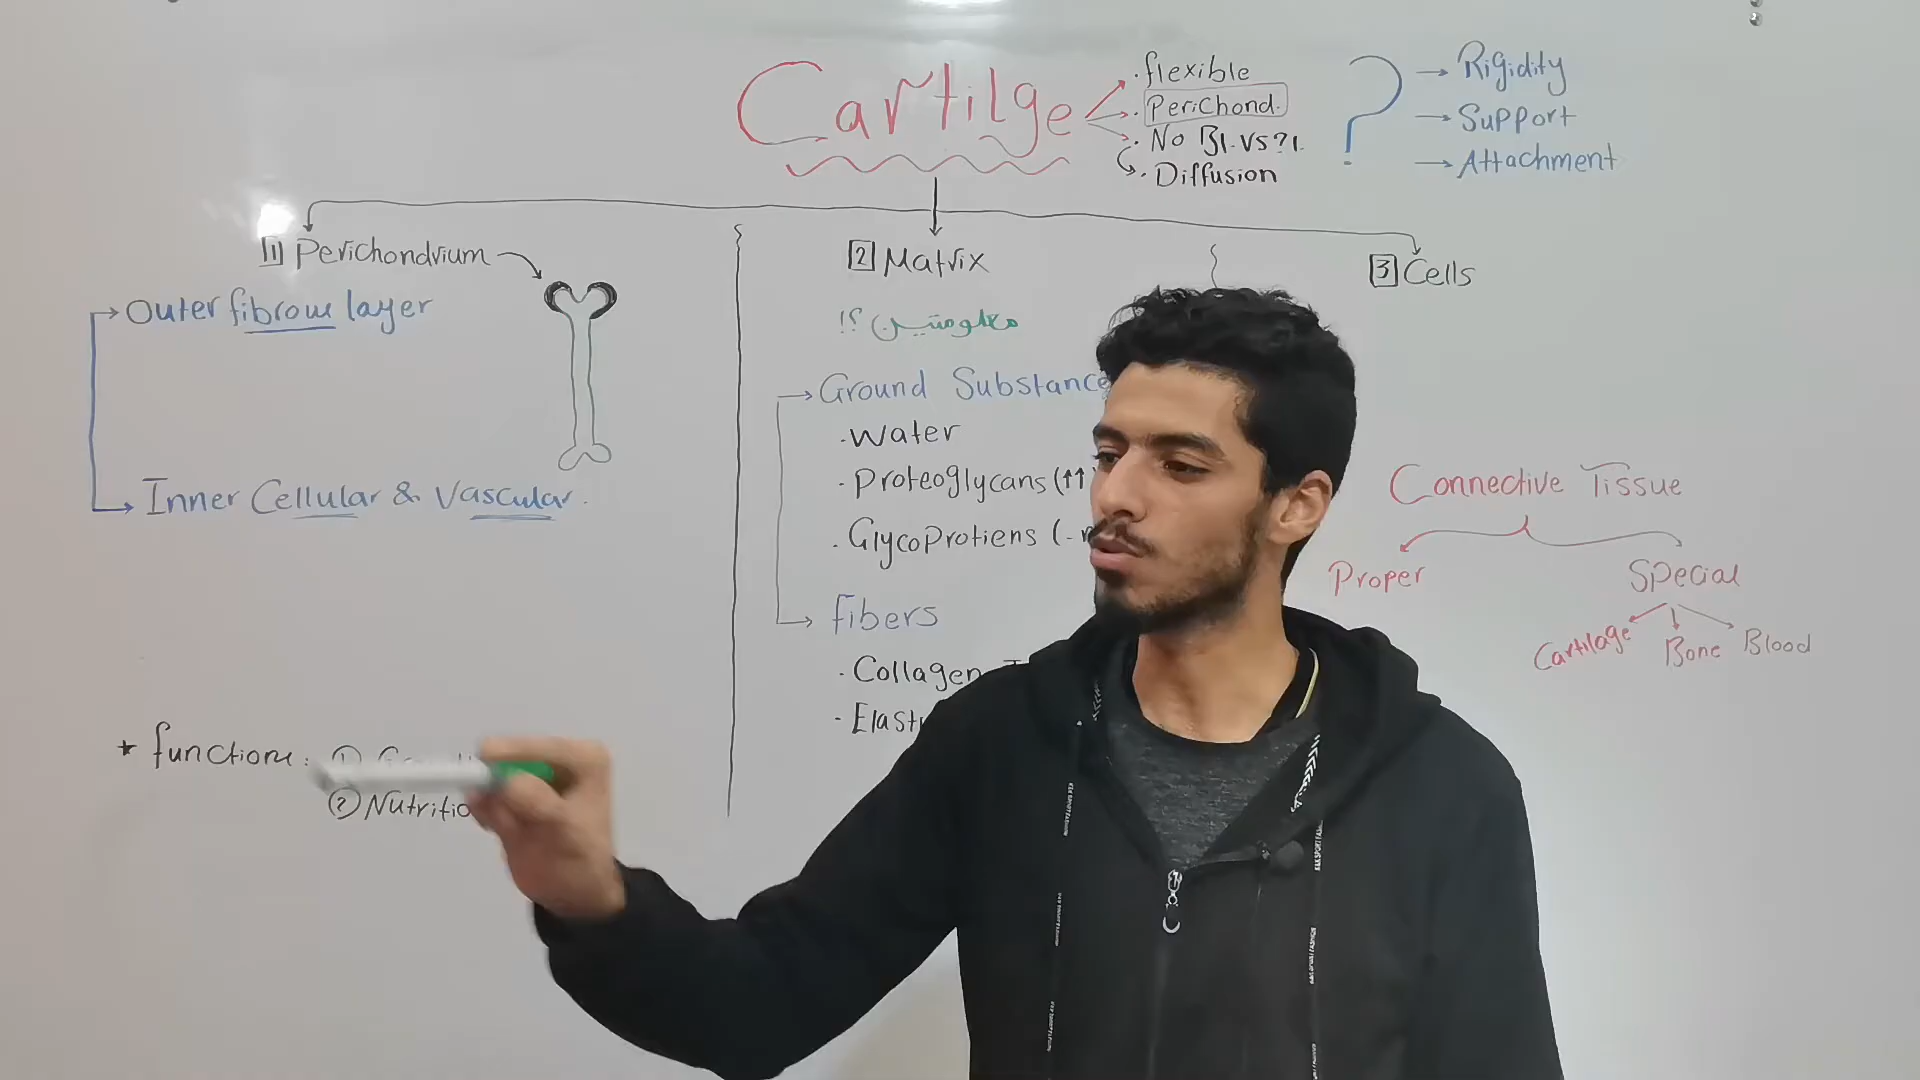 Cartilge
. flexible
. Perichond.
. No Bl. Vs ?!
. Diffusion
?
→ Rigidity
→ Support
→ Attachment
1 Perichondrium
→ Outer fibrous layer
→ Inner Cellular & Vascular.
* functions:
② Nutritio
2 Matrix
معلومتين ؟!
→ Ground Substance
. Water
. Proteoglycans (↑↑
. GlycoProtiens (
→ fibers
. Collagen
. Elast
3 Cells
Connective Tissue
Proper Special
Cartilage Bone Blood